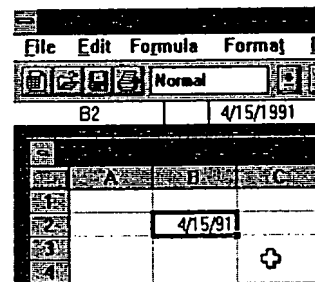 File Edit Formula Format
Normal
B2 4/15/1991
A B C
1
2 4/15/91
3
4